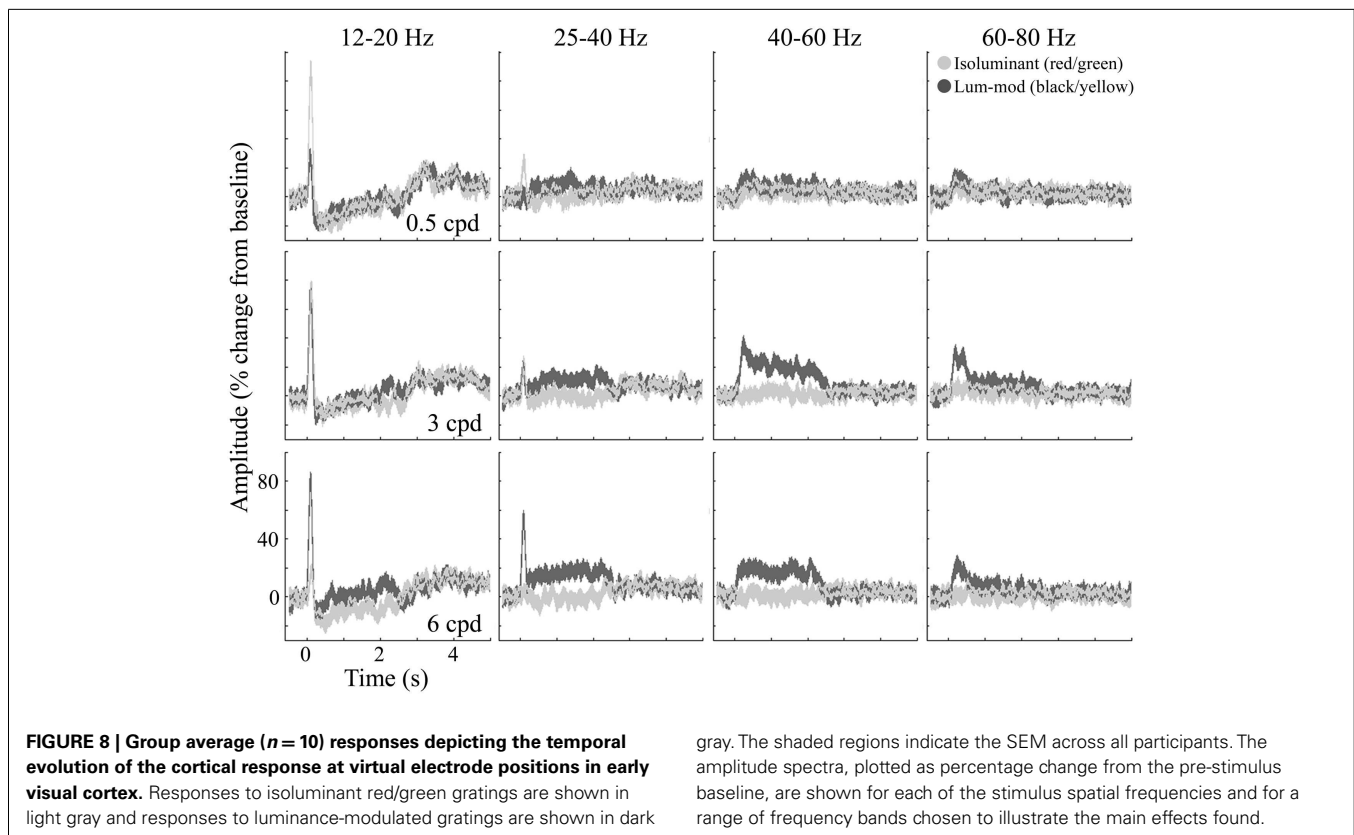 12-20 Hz
25-40 Hz
40-60 Hz
60-80 Hz
Isoluminant (red/green)
Lum-mod (black/yellow)
Amplitude (% change from baseline)
0.5 cpd
3 cpd
80
40
0
6 cpd
0
2
4
Time (s)
FIGURE 8 | Group average (n = 10) responses depicting the temporal
evolution of the cortical response at virtual electrode positions in early
visual cortex. Responses to isoluminant red/green gratings are shown in
light gray and responses to luminance-modulated gratings are shown in dark
gray. The shaded regions indicate the SEM across all participants. The
amplitude spectra, plotted as percentage change from the pre-stimulus
baseline, are shown for each of the stimulus spatial frequencies and for a
range of frequency bands chosen to illustrate the main effects found.